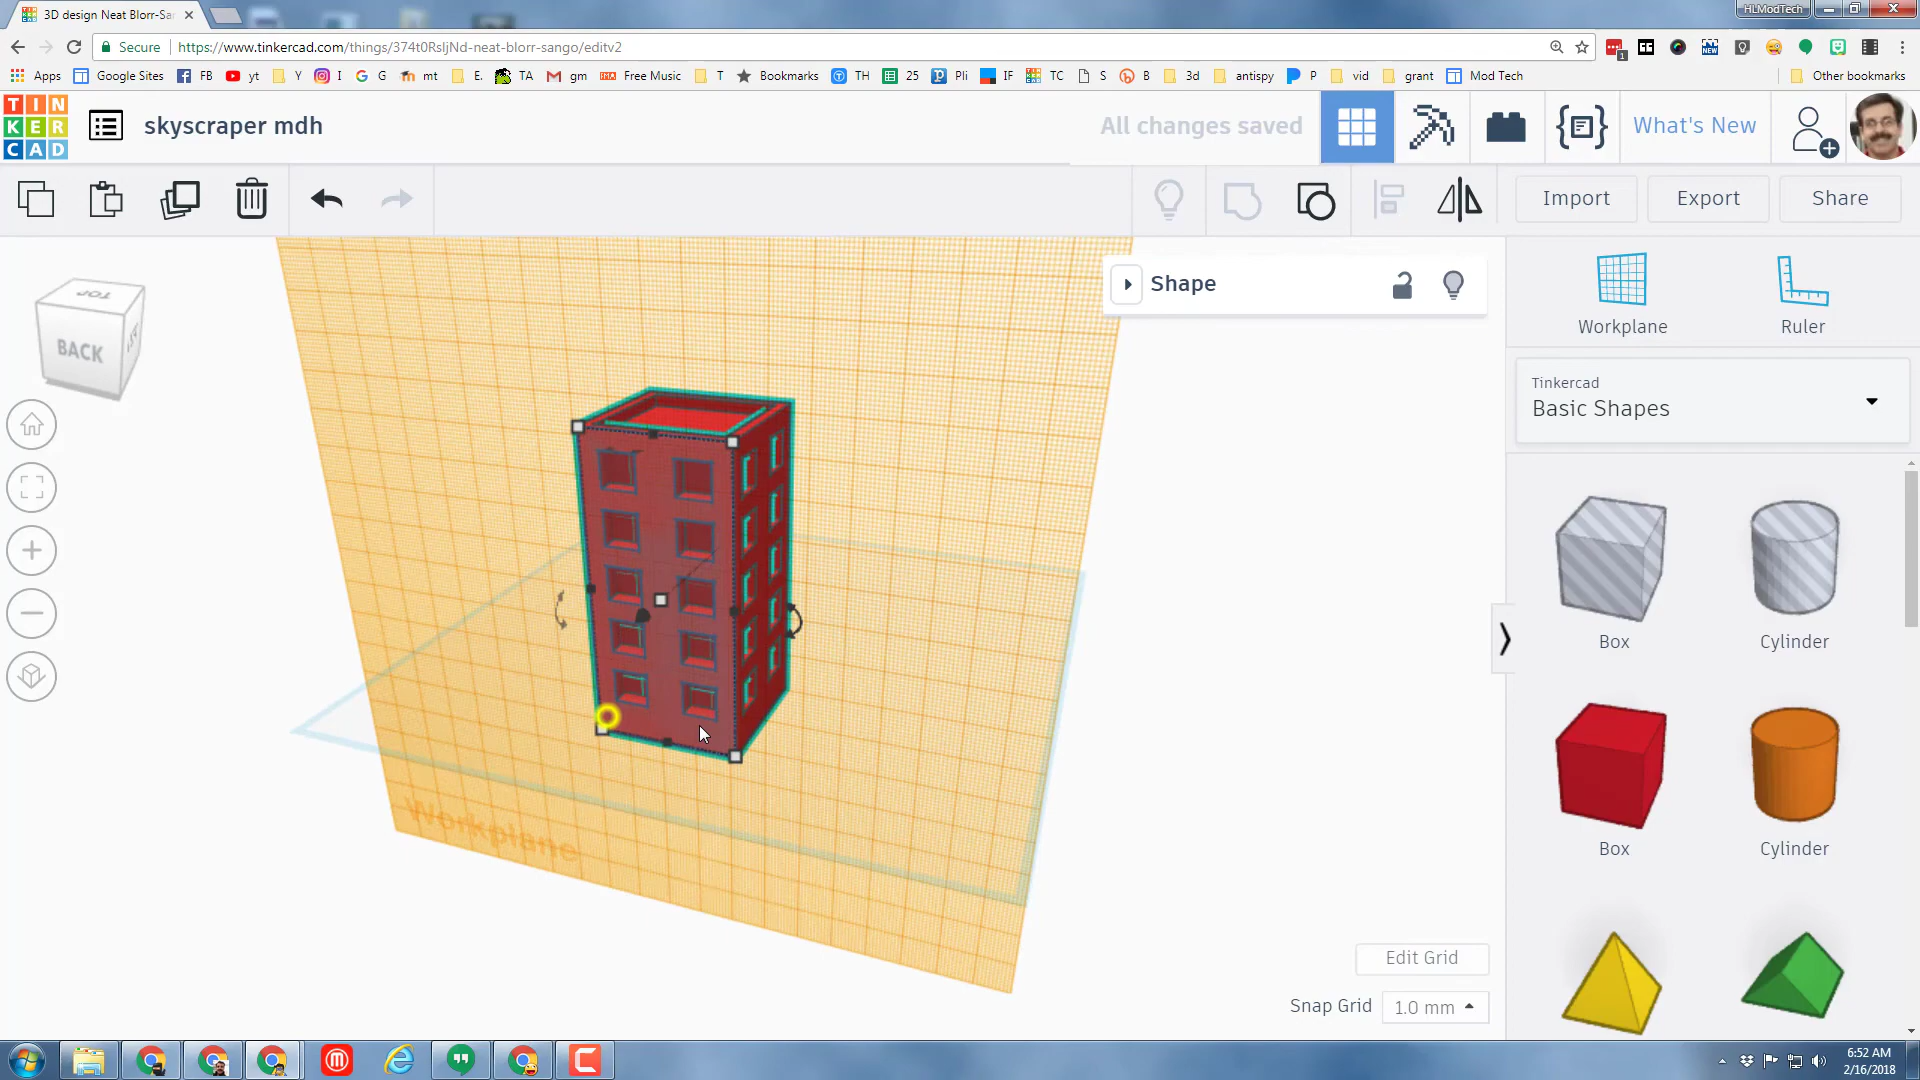 3D design Neat Blorr-Sa
HLModTech
Secure
https://www.tinkercad.com/things/374t0RsljNd-neat-blorr-sango/editv2
Apps
Google Sites
FB
yt
Y
I
G
mt
E.
TA
gm
Free Music
T
Bookmarks
TH
25
Pli
IF
TC
S
B
3d
antispy
P
vid
grant
Mod Tech
Other bookmarks
TIN
KER
CAD
skyscraper mdh
All changes saved
What's New
Import
Export
Share
TOP
BACK
Shape
Workplane
Ruler
Tinkercad
Basic Shapes
Box
Cylinder
Box
Cylinder
Workplane
Edit Grid
Snap Grid
1.0 mm
6:52 AM
2/16/2018